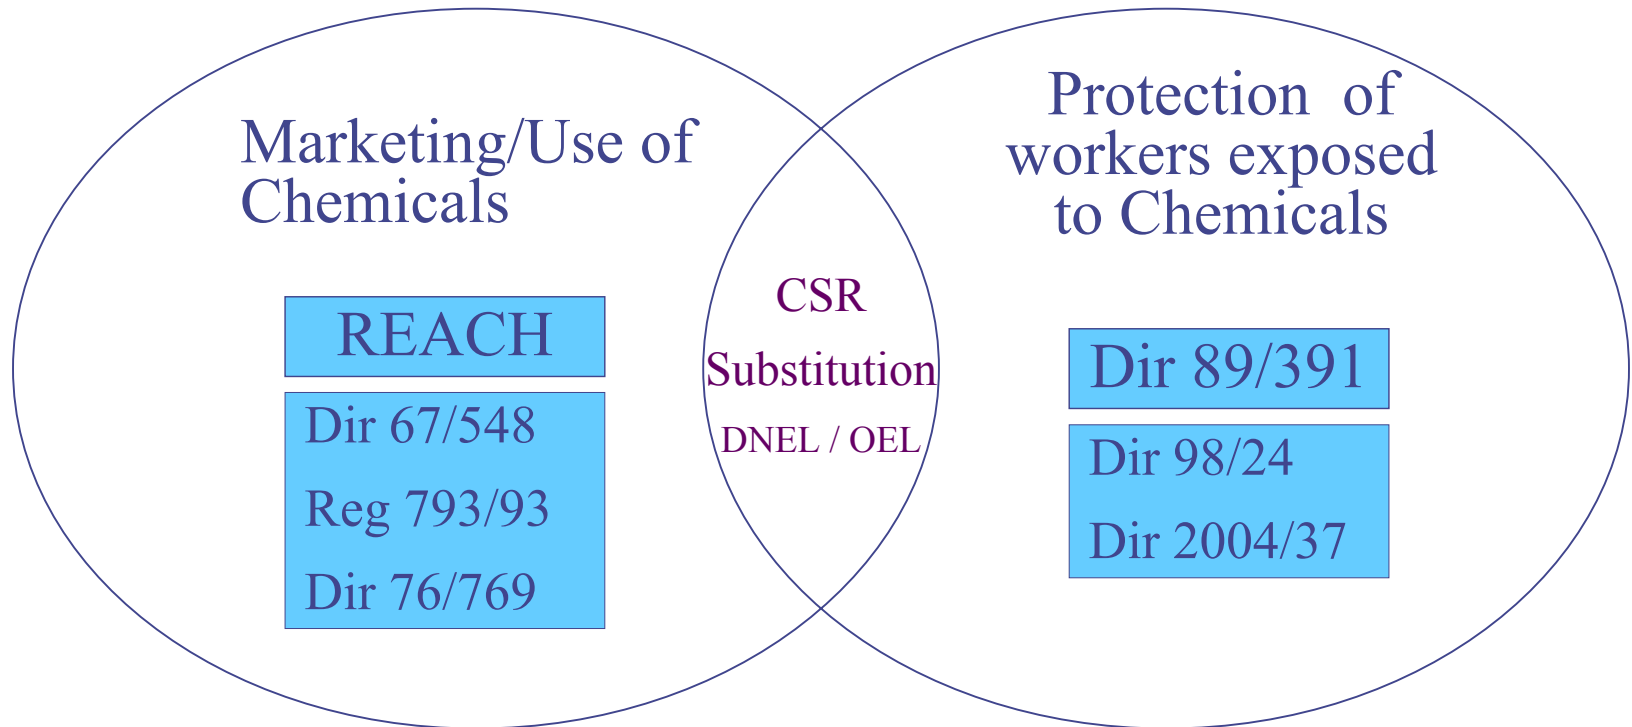 Marketing/Use of
Chemicals
REACH
Dir 67/548
Reg 793/93
Dir 76/769
CSR
Substitution
DNEL / OEL
Protection of
workers exposed
to Chemicals
Dir 89/391
Dir 98/24
Dir 2004/37